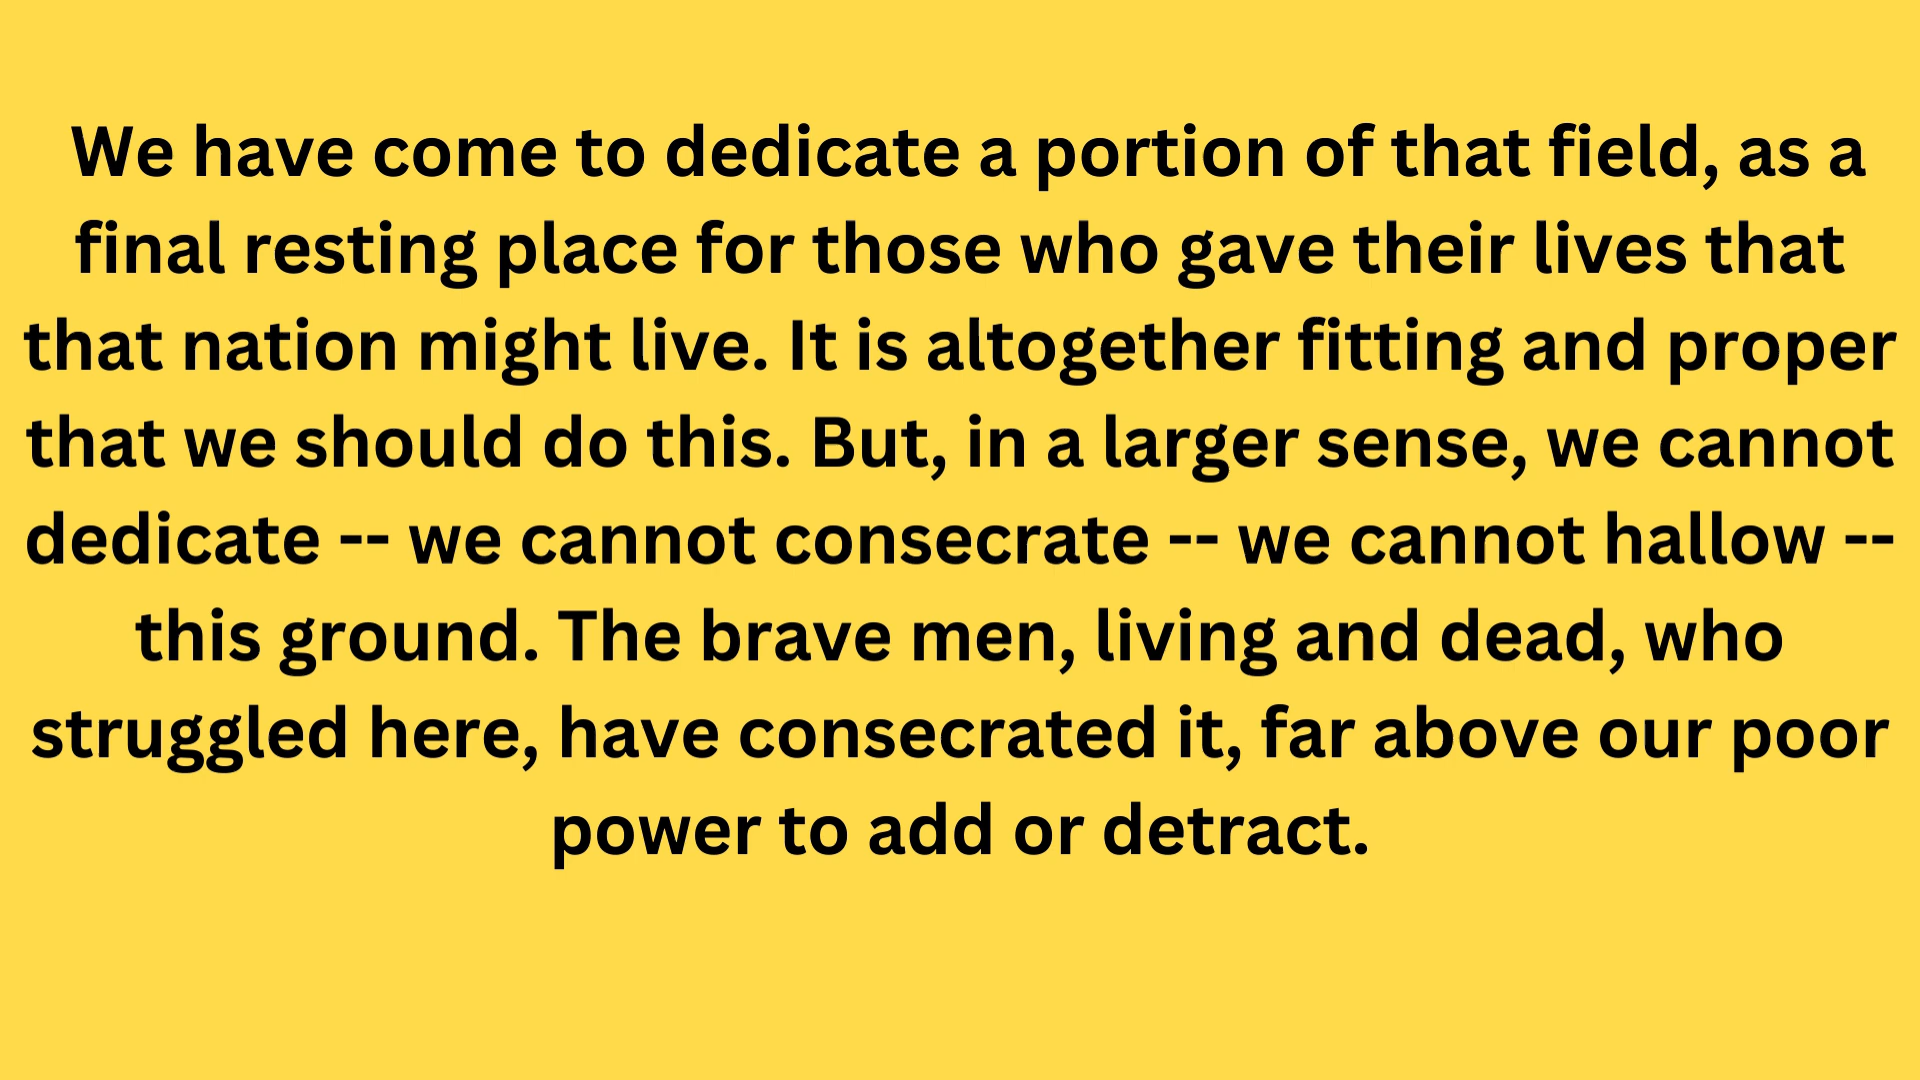 We have come to dedicate a portion of that field, as a
final resting place for those who gave their lives that
that nation might live. It is altogether fitting and proper
that we should do this. But, in a larger sense, we cannot
dedicate -- we cannot consecrate -- we cannot hallow --
this ground. The brave men, living and dead, who
struggled here, have consecrated it, far above our poor
power to add or detract.